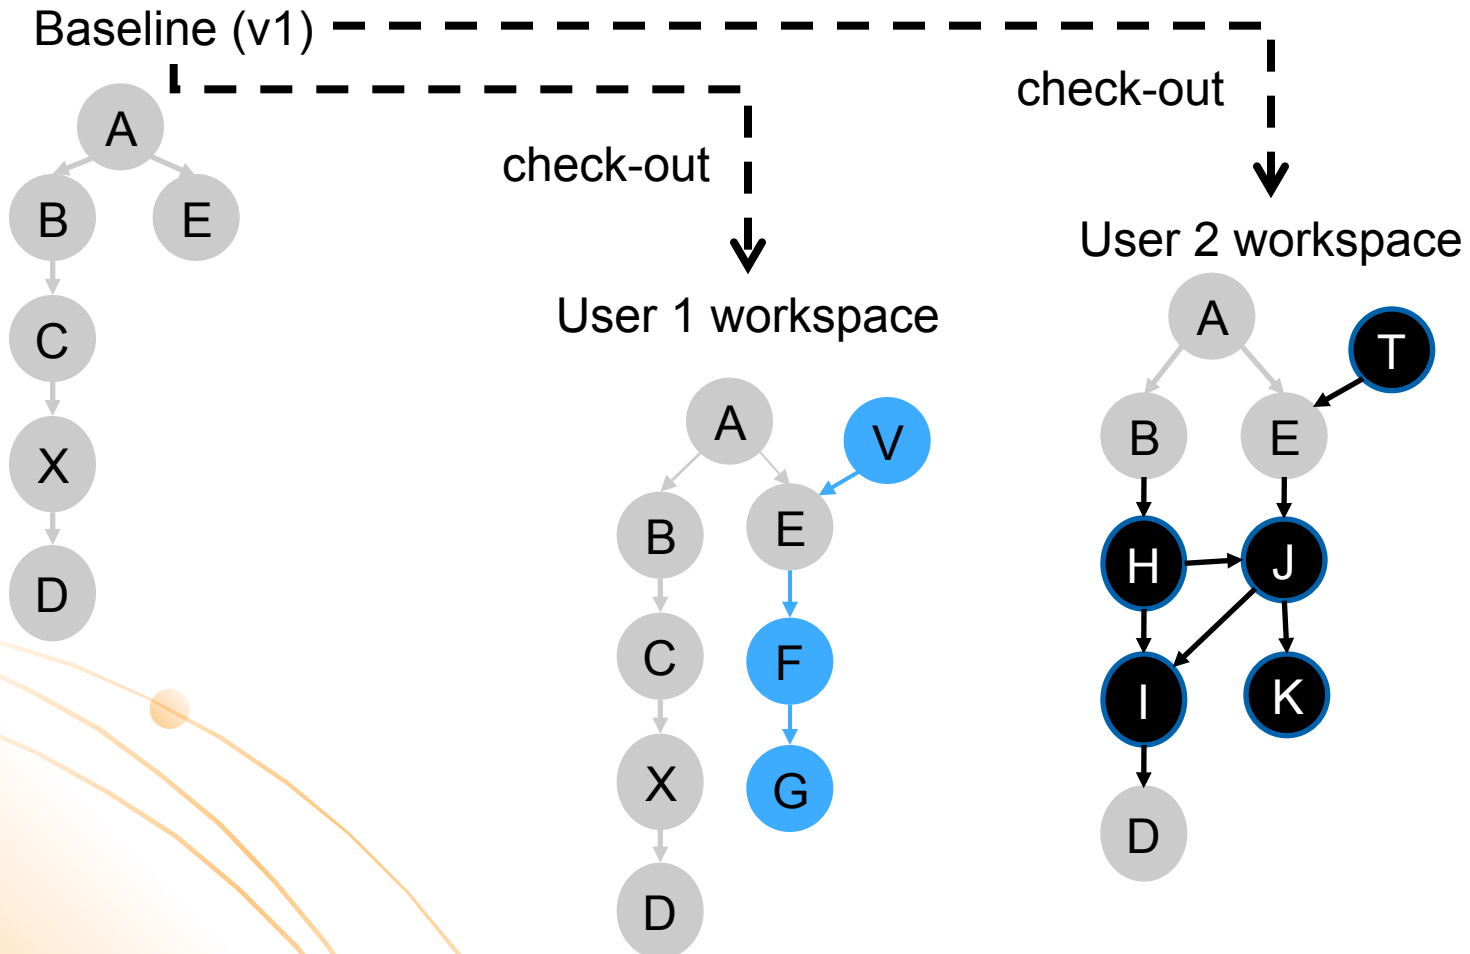 Baseline (v1)
check-out
check-out
User 1 workspace
User 2 workspace
A
B
E
C
X
D
A
V
B
E
C
F
X
G
D
A
T
B
E
H
J
I
K
D